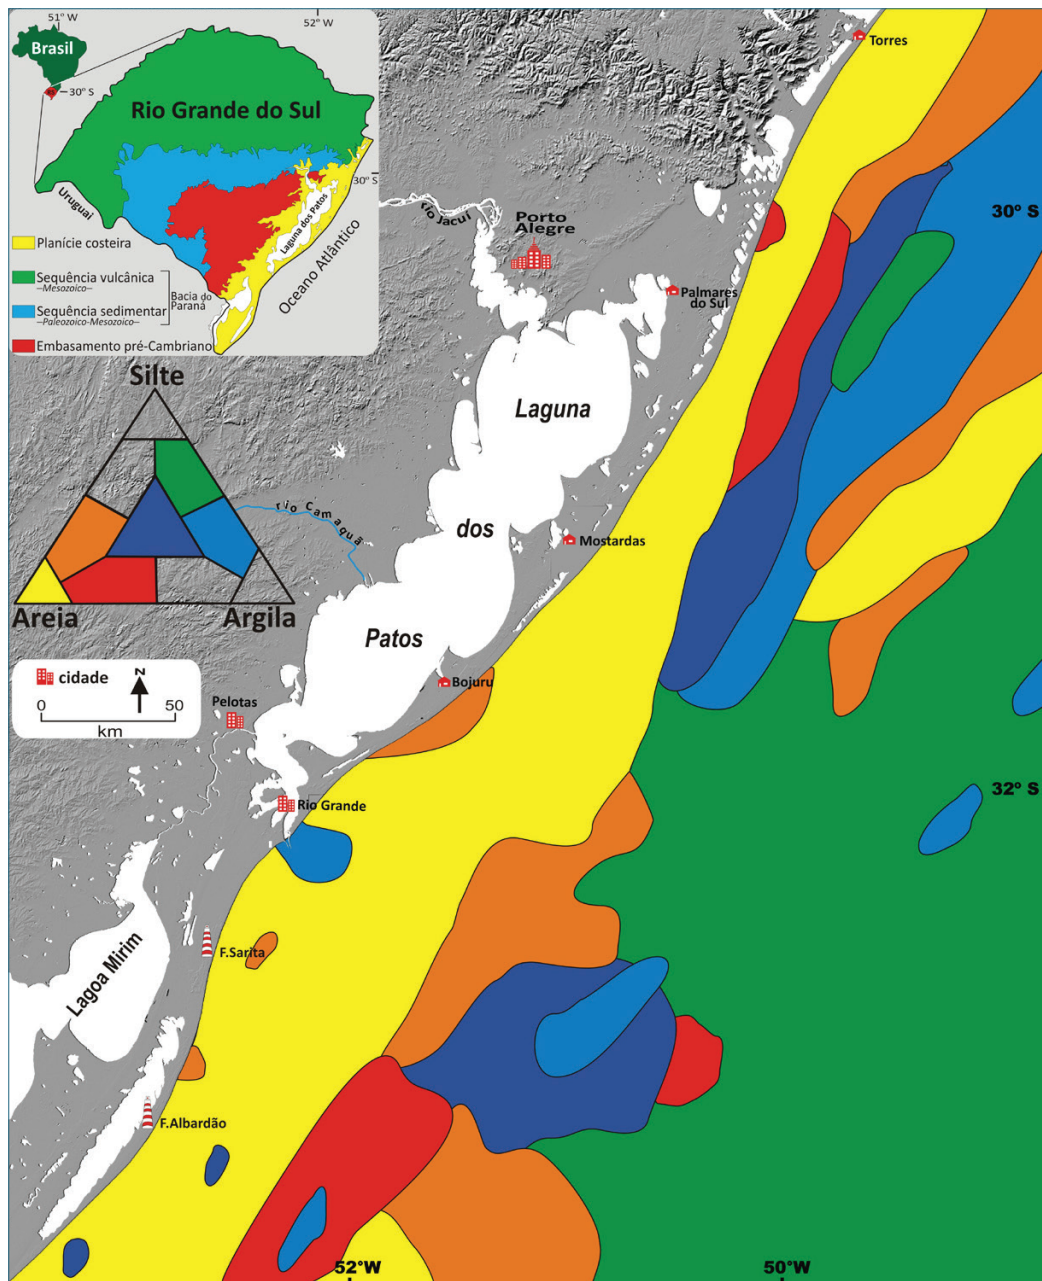 51° W
52° W
Brasil
RS
30° S
Rio Grande do Sul
30° S
Uruguai
Laguna dos Patos
Oceano Atlântico
Planície costeira
Sequência vulcânica
–Mesozoico–
Bacia do
Paraná
Sequência sedimentar
–Paleozoico-Mesozoico–
Embasamento pré-Cambriano
Silte
Areia
Argila
cidade
N
0
50
km
Torres
30º S
Rio Jacuí
Porto
Alegre
Palmares
do Sul
Laguna
rio Camaquã
dos
Mostardas
Patos
Bojuru
Pelotas
Rio Grande
32º S
F.Sarita
Lagoa Mirim
F.Albardão
52°W
50° W